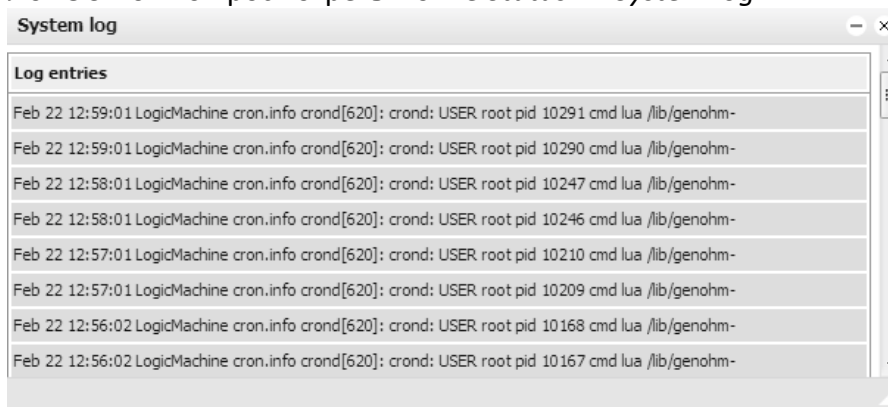 System log
Log entries
Feb 22 12:59:01 LogicMachine cron.info crond[620]: crond: USER root pid 10291 cmd lua /lib/genohm-
Feb 22 12:59:01 LogicMachine cron.info crond[620]: crond: USER root pid 10290 cmd lua /lib/genohm-
Feb 22 12:58:01 LogicMachine cron.info crond[620]: crond: USER root pid 10247 cmd lua /lib/genohm-
Feb 22 12:58:01 LogicMachine cron.info crond[620]: crond: USER root pid 10246 cmd lua /lib/genohm-
Feb 22 12:57:01 LogicMachine cron.info crond[620]: crond: USER root pid 10210 cmd lua /lib/genohm-
Feb 22 12:57:01 LogicMachine cron.info crond[620]: crond: USER root pid 10209 cmd lua /lib/genohm-
Feb 22 12:56:02 LogicMachine cron.info crond[620]: crond: USER root pid 10168 cmd lua /lib/genohm-
Feb 22 12:56:02 LogicMachine cron.info crond[620]: crond: USER root pid 10167 cmd lua /lib/genohm-